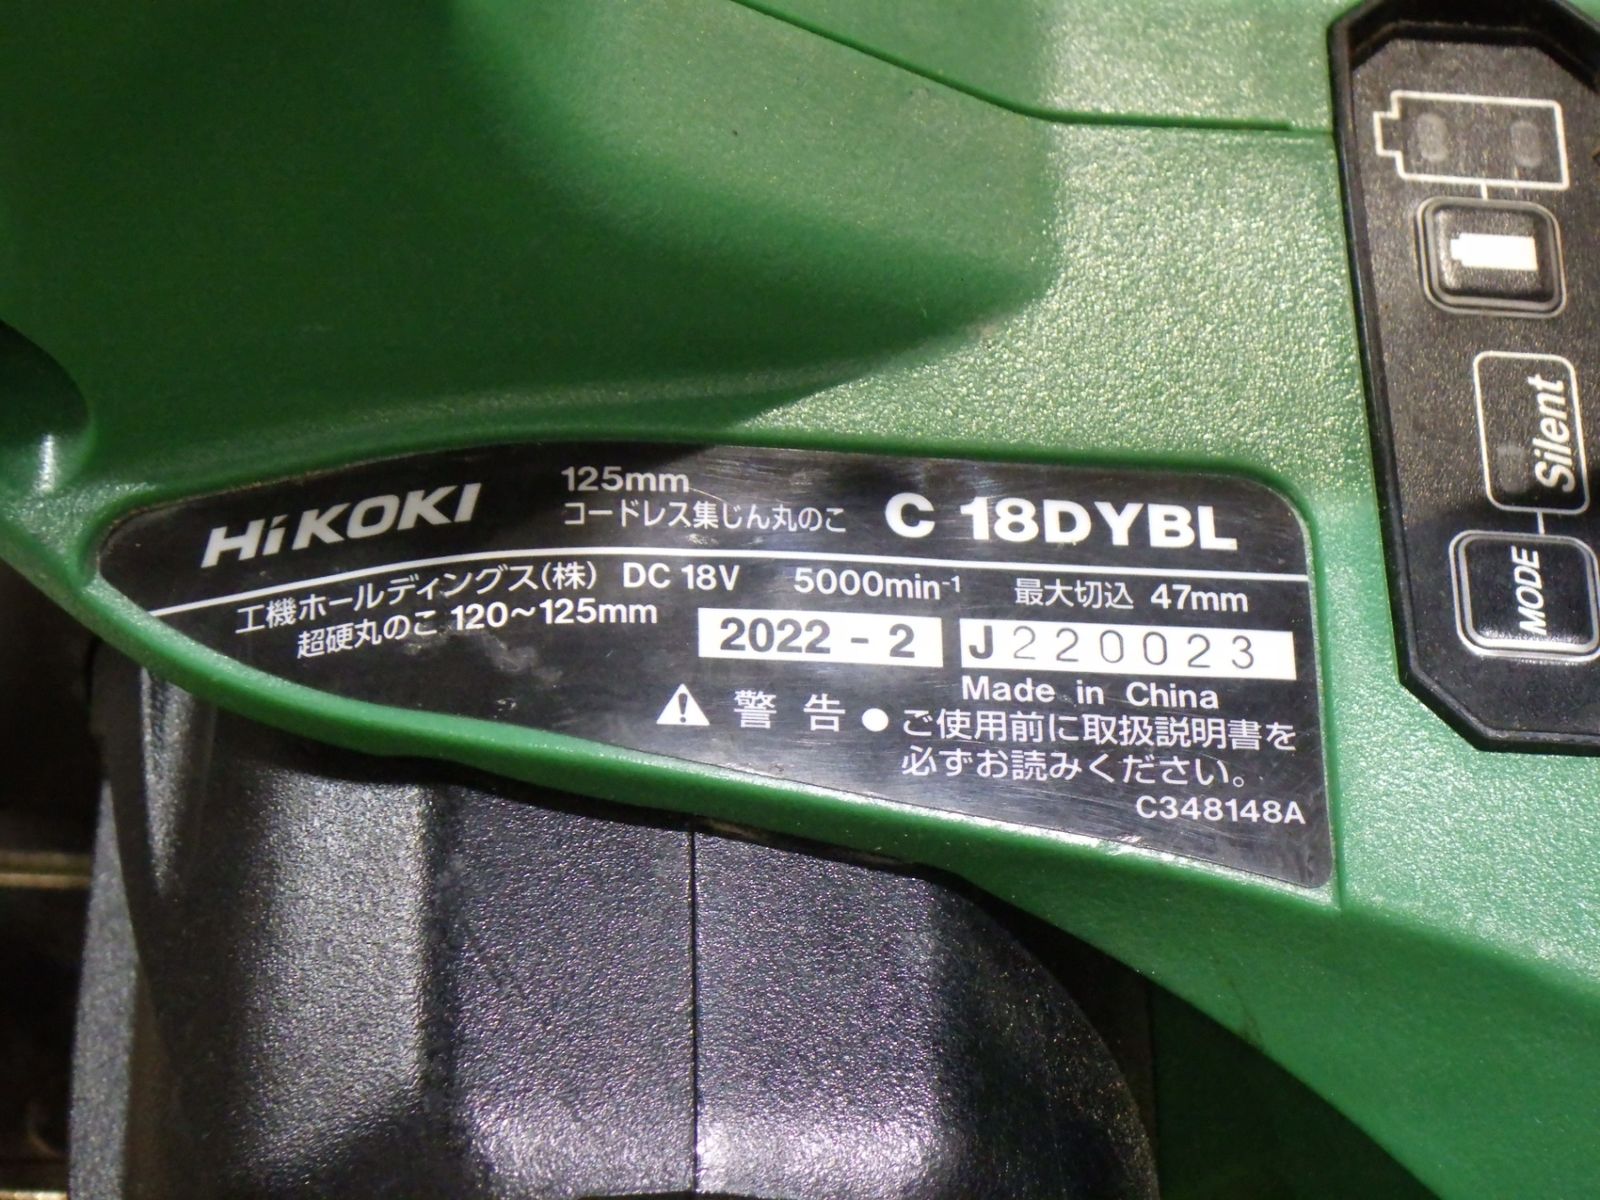 HiKOKI
125mm
コードレス集じん丸のこ
C 18DYBL
工機ホールディングス(株) DC 18V 5000min-1 最大切込 47mm
超硬丸のこ 120～125mm
2022 - 2 J220023
Made in China
⚠ 警告 ●ご使用前に取扱説明書を
必ずお読みください。
C348148A
Silent
MODE